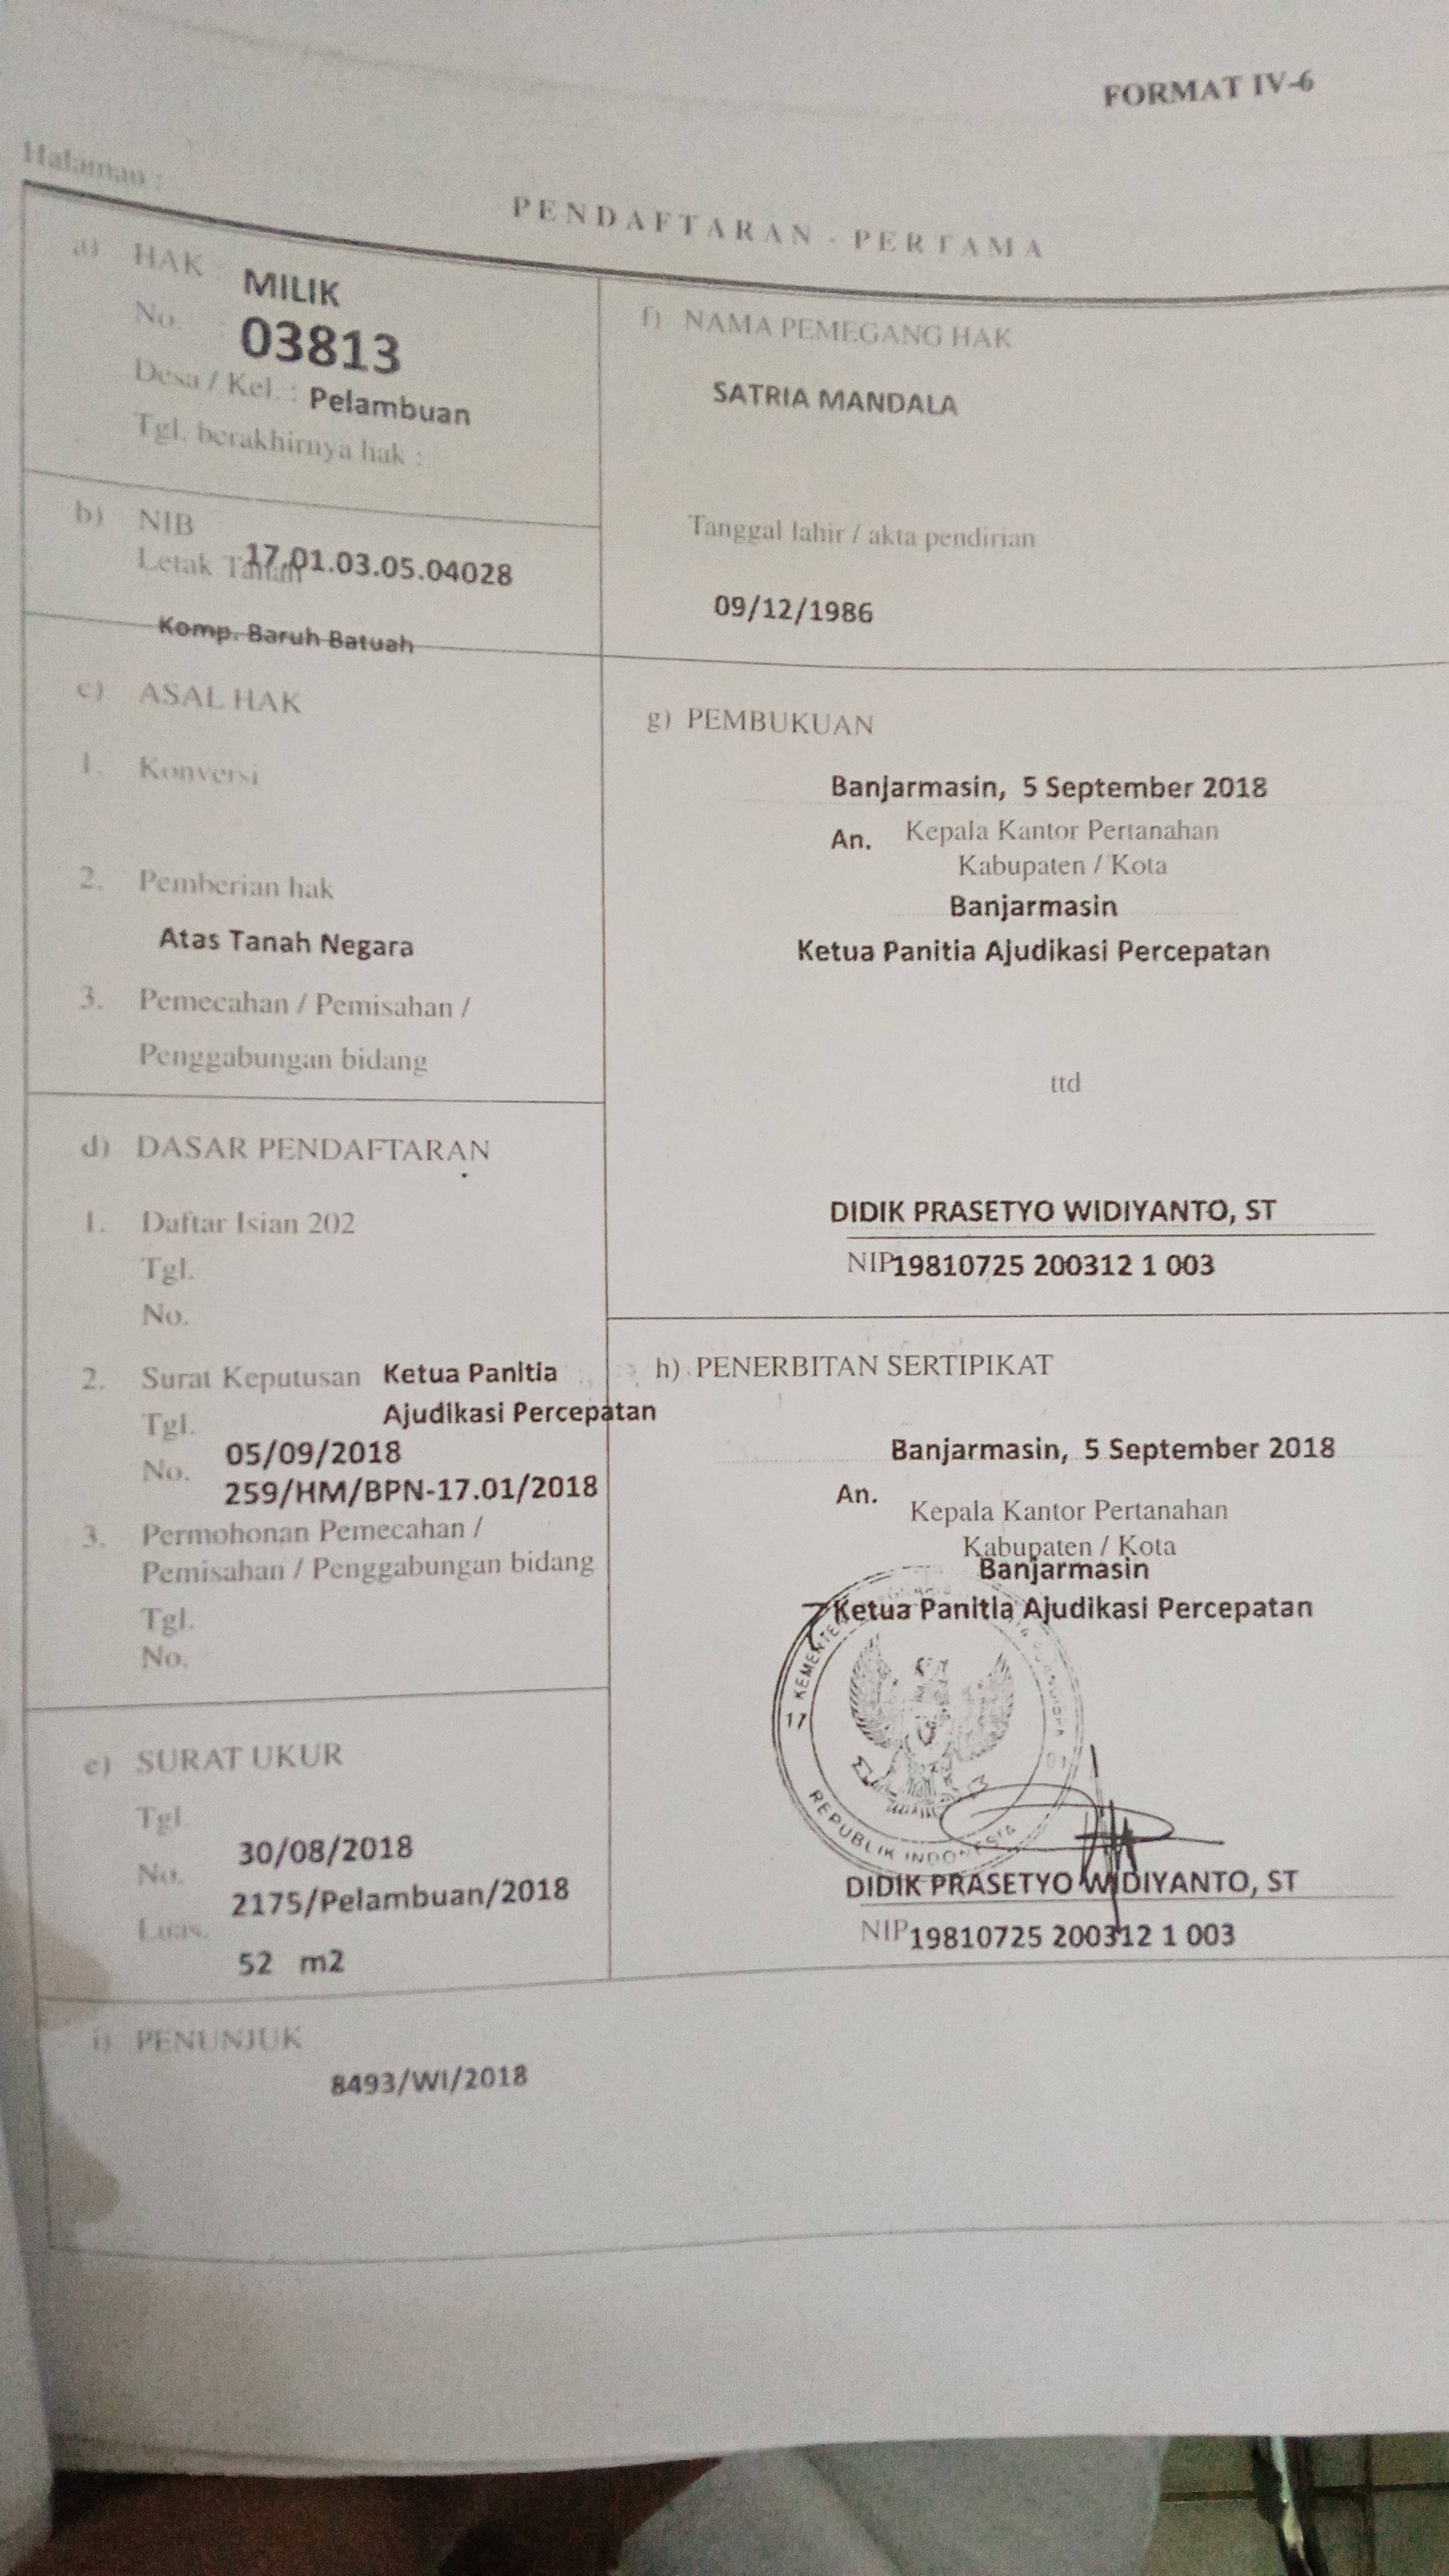 FORMAT IV-6
Halaman :
PENDAFTARAN - PERTAMA
a) HAK : MILIK
No. : 03813
Desa / Kel. : Pelambuan
Tgl. berakhirnya hak :
b) NIB
17.01.03.05.04028
Letak Tanah
Komp. Baruh Batuah
c) ASAL HAK
1. Konversi
2. Pemberian hak
Atas Tanah Negara
3. Pemecahan / Pemisahan /
Penggabungan bidang
d) DASAR PENDAFTARAN
1. Daftar Isian 202
Tgl.
No.
2. Surat Keputusan Ketua Panitia
Ajudikasi Percepatan
Tgl. 05/09/2018
No. 259/HM/BPN-17.01/2018
3. Permohonan Pemecahan /
Pemisahan / Penggabungan bidang
Tgl.
No.
e) SURAT UKUR
Tgl. 30/08/2018
No. 2175/Pelambuan/2018
Luas. 52 m2
f) NAMA PEMEGANG HAK
SATRIA MANDALA
Tanggal lahir / akta pendirian
09/12/1986
g) PEMBUKUAN
Banjarmasin, 5 September 2018
An. Kepala Kantor Pertanahan
Kabupaten / Kota
Banjarmasin
Ketua Panitia Ajudikasi Percepatan
ttd
DIDIK PRASETYO WIDIYANTO, ST
NIP 19810725 200312 1 003
h) PENERBITAN SERTIPIKAT
Banjarmasin, 5 September 2018
An. Kepala Kantor Pertanahan
Kabupaten / Kota
Banjarmasin
Ketua Panitia Ajudikasi Percepatan
17
REPUBLIK INDONESIA
DIDIK PRASETYO WIDIYANTO, ST
NIP 19810725 200312 1 003
i) PENUNJUK
8493/WI/2018